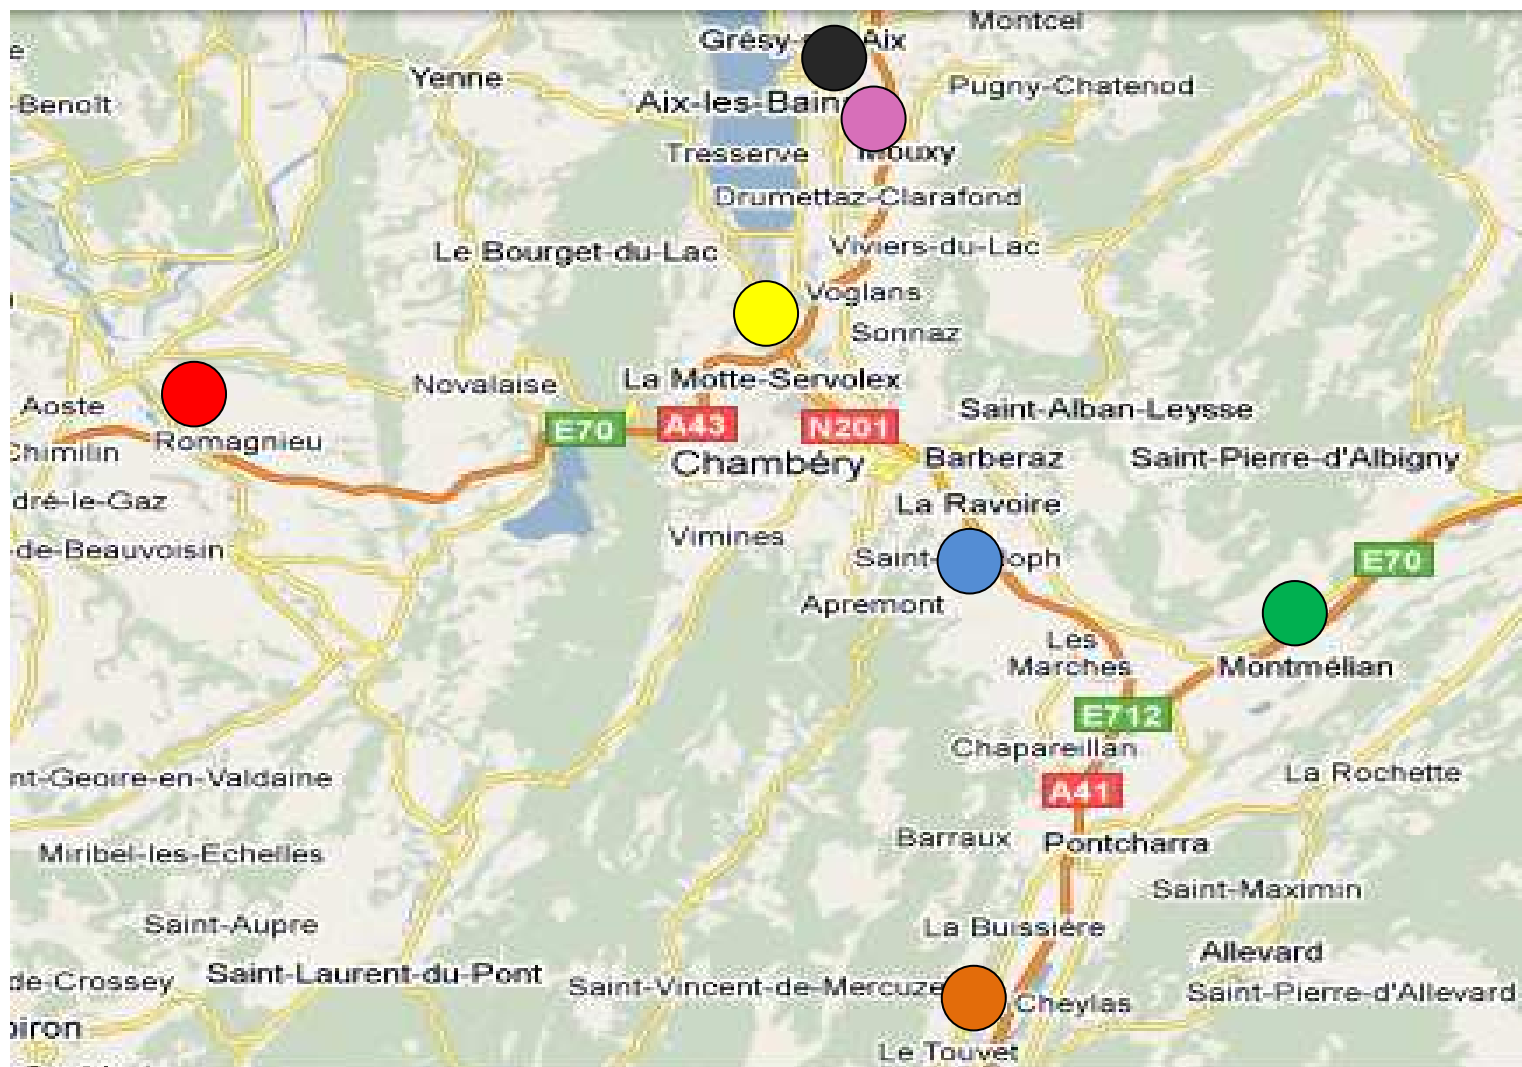 Montcel
Grésy- Aix
e
Yenne
Pugny-Chatenod
-Benoît
Aix-les-Bains
Tresserve
Mouxy
Drumettaz-Clarafond
Le Bourget-du-Lac
Viviers-du-Lac
Voglans
Sonnaz
Novalaise
La Motte-Servolex
Aoste
Saint-Alban-Leysse
E70
A43
N201
Romagnieu
Chimilin
Chambéry
Barberaz
Saint-Pierre-d'Albigny
dré-le-Gaz
La Ravoire
Vimines
-de-Beauvoisin
Saint- oph
E70
Apremont
Les
Marches
Montmélian
E712
Chapareillan
nt-Geoire-en-Valdaine
La Rochette
A41
Barraux
Pontcharra
Miribel-les-Echelles
Saint-Maximin
Saint-Aupre
La Buissière
Allevard
de-Crossey
Saint-Laurent-du-Pont
Saint-Vincent-de-Mercuze
Cheylas
Saint-Pierre-d'Allevard
oiron
Le Touvet